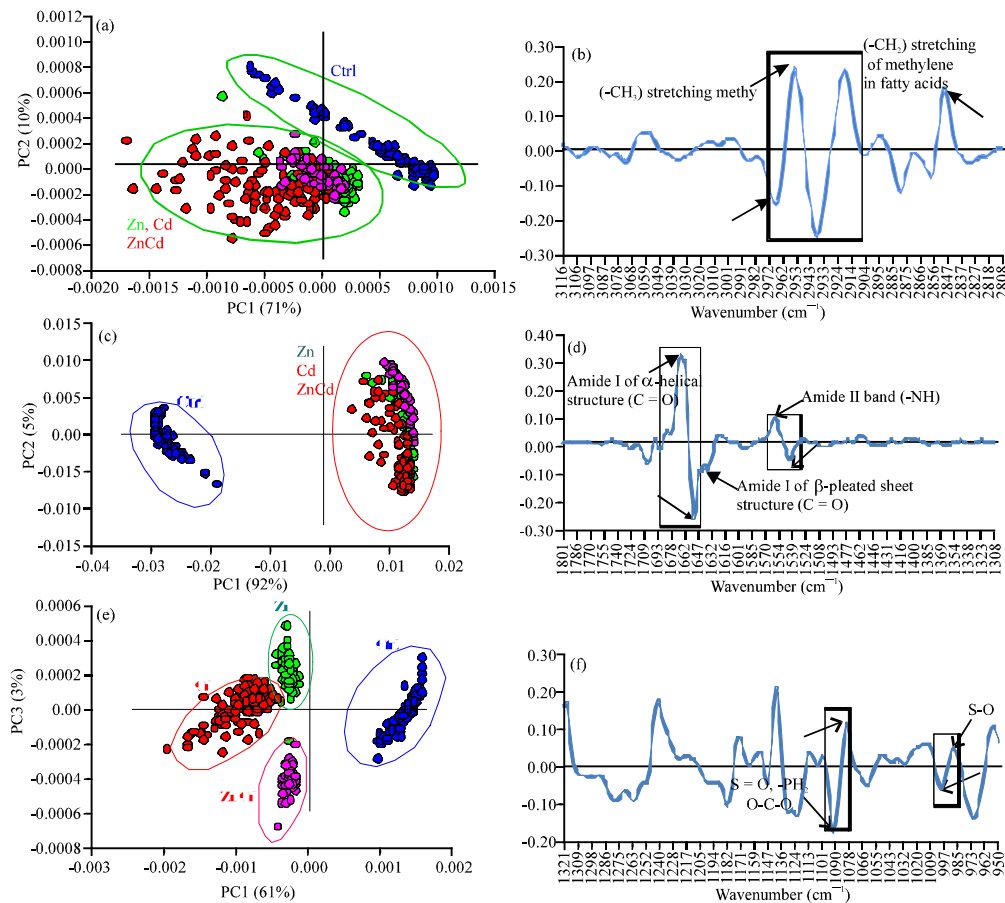 (a)
0.0012
0.0010
0.0008
0.0006
0.0004
0.0002
0.000
-0.0002
-0.0004
-0.0006
-0.0008
PC2 (10%)
Ctrl
Zn, Cd
ZnCd
-0.0020 -0.0015 -0.0010 -0.0005 0.000 0.0005 0.0010 0.0015
PC1 (71%)
(b)
0.30
0.20
0.10
0.00
-0.10
-0.20
-0.30
(-CH3) stretching methy
(-CH2) stretching
of methylene
in fatty acids
3116 3106 3097 3087 3078 3068 3059 3049 3039 3030 3020 3010 3001 2991 2982 2972 2962 2953 2943 2933 2924 2914 2904 2895 2885 2875 2866 2856 2847 2837 2827 2818 2808
Wavenumber (cm⁻¹)
(c)
0.015
0.010
0.005
0.000
-0.015
-0.010
-0.015
PC2 (5%)
Zn
Cd
ZnCd
-0.04 -0.03 -0.02 -0.01 0.00 0.01 0.02
PC1 (92%)
(d)
0.40
0.30
0.20
0.10
0.00
-0.10
-0.20
-0.30
Amide I of α-helical
structure (C = O)
Amide II band (-NH)
Amide I of β-pleated sheet
structure (C = O)
1801 1786 1770 1755 1740 1724 1709 1693 1678 1662 1647 1632 1616 1601 1585 1570 1554 1539 1524 1508 1493 1477 1462 1446 1431 1416 1400 1385 1369 1354 1338 1323 1308
Wavenumber (cm⁻¹)
(e)
0.0006
0.0004
0.0002
0.0000
-0.0002
-0.0004
-0.0006
-0.0008
PC3 (3%)
-0.003 -0.002 -0.001 0.000 0.001 0.002
PC1 (61%)
(f)
0.20
0.10
0.00
-0.10
-0.20
S-O
S = O, -PH2
O-C-O
1321 1309 1298 1286 1275 1263 1252 1240 1228 1217 1205 1194 1182 1171 1159 1147 1136 1124 1113 1101 1090 1078 1066 1055 1043 1032 1020 1009 997 985 973 962 950
Wavenumber (cm⁻¹)